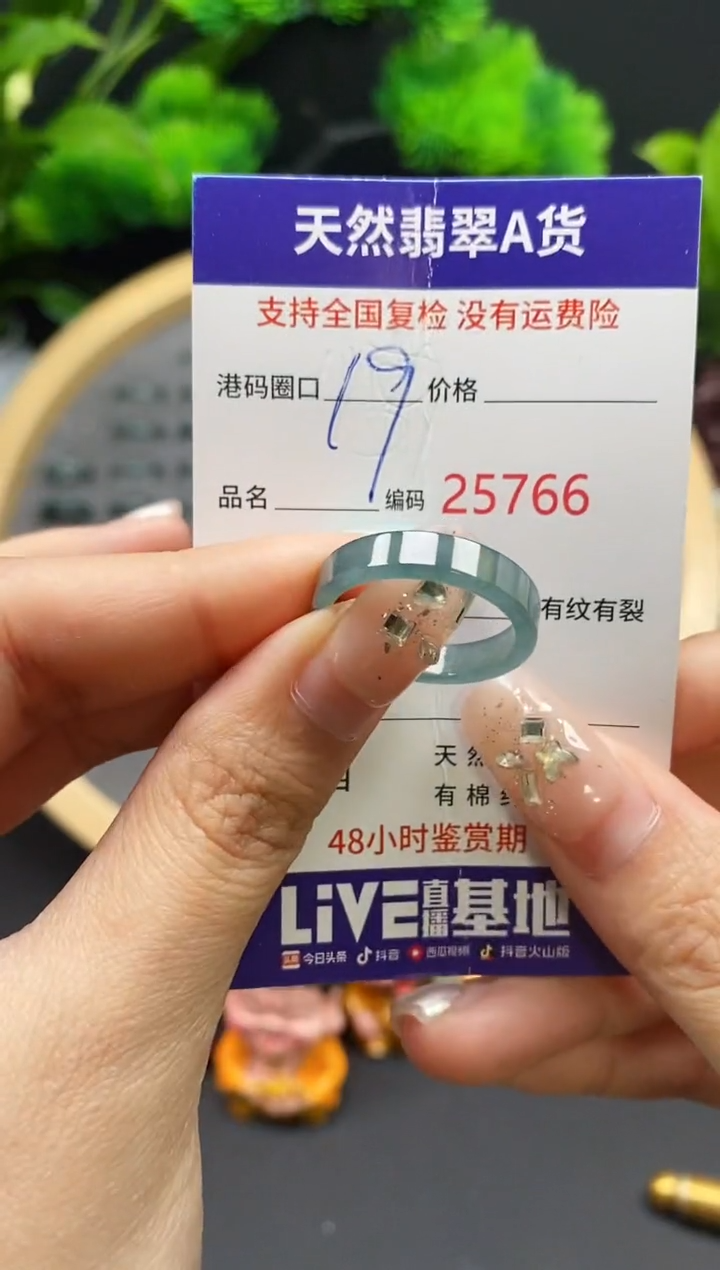 天然翡翠A货
支持全国复检 没有运费险
港码圈口 19 价格
品名 编码 25766
有纹有裂
天然
有棉
48小时鉴赏期
LiVE直播基地
今日头条 抖音 西瓜视频 抖音火山版